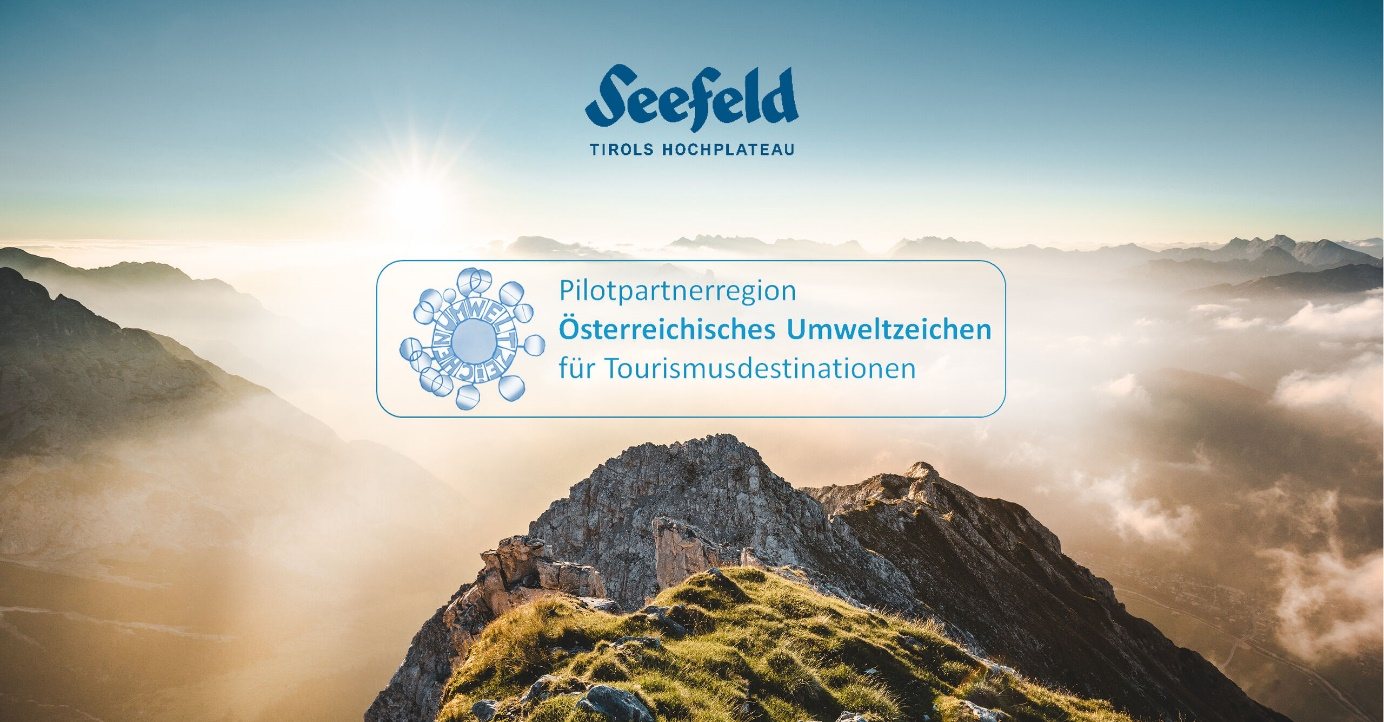 Seefeld
TIROLS HOCHPLATEAU
UMWELTZEICHEN
Pilotpartnerregion
Österreichisches Umweltzeichen
für Tourismusdestinationen